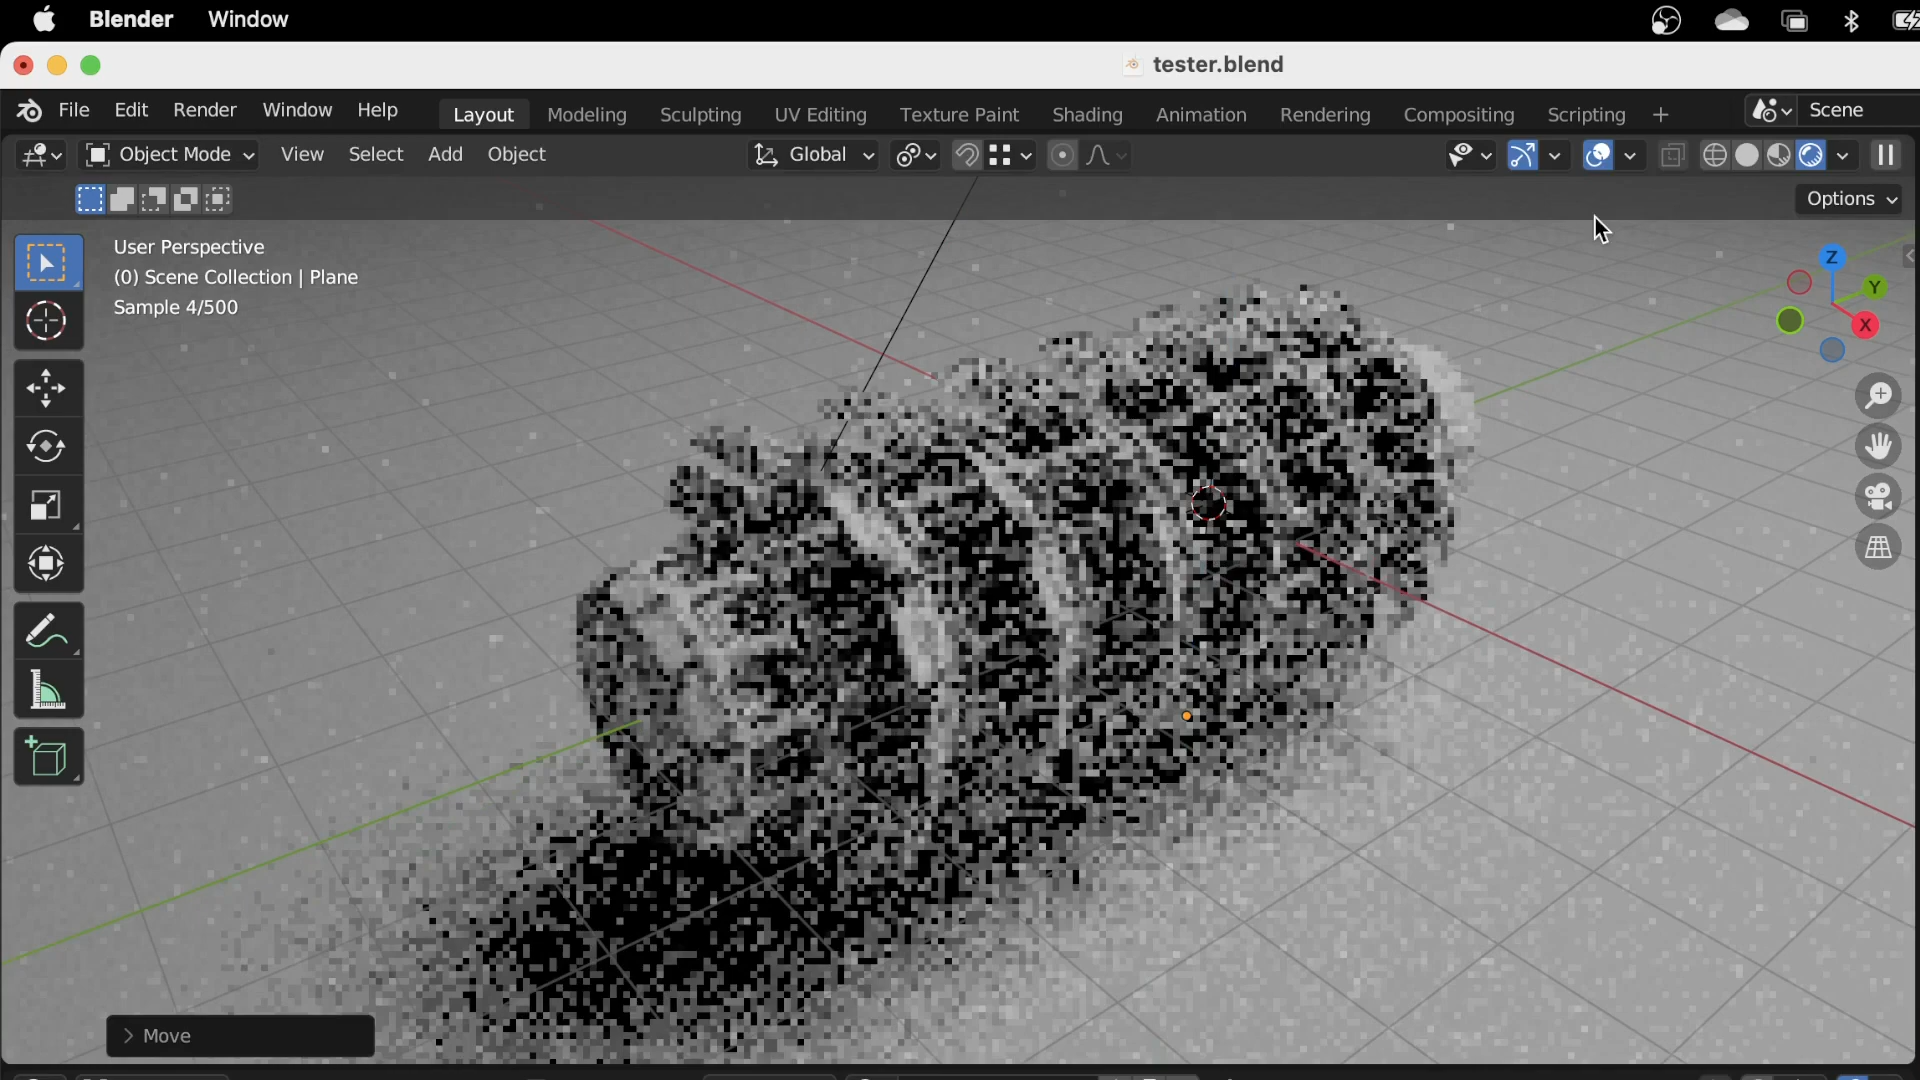 Blender Window
tester.blend
File Edit Render Window Help Layout Modeling Sculpting UV Editing Texture Paint Shading Animation Rendering Compositing Scripting + Scene
Object Mode View Select Add Object Global
Options
User Perspective
(0) Scene Collection | Plane
Sample 4/500
Z
Y
X
Move